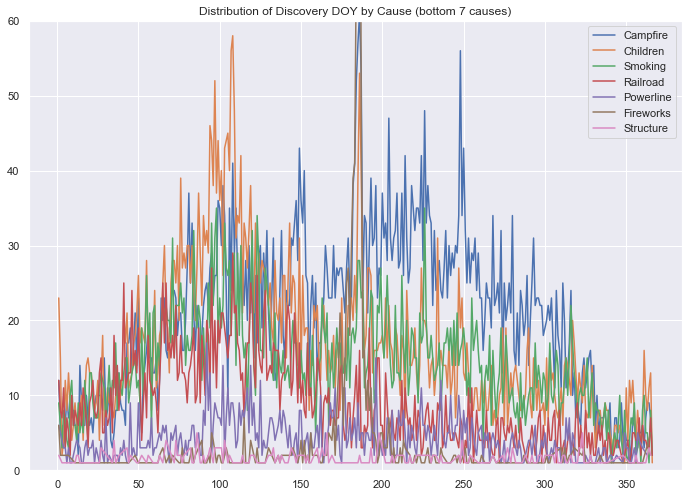 Distribution of Discovery DOY by Cause (bottom 7 causes)
60
50
40
30
20
10
0
Campfire
Children
Smoking
Railroad
Powerline
Fireworks
Structure
0 50 100 150 200 250 300 350